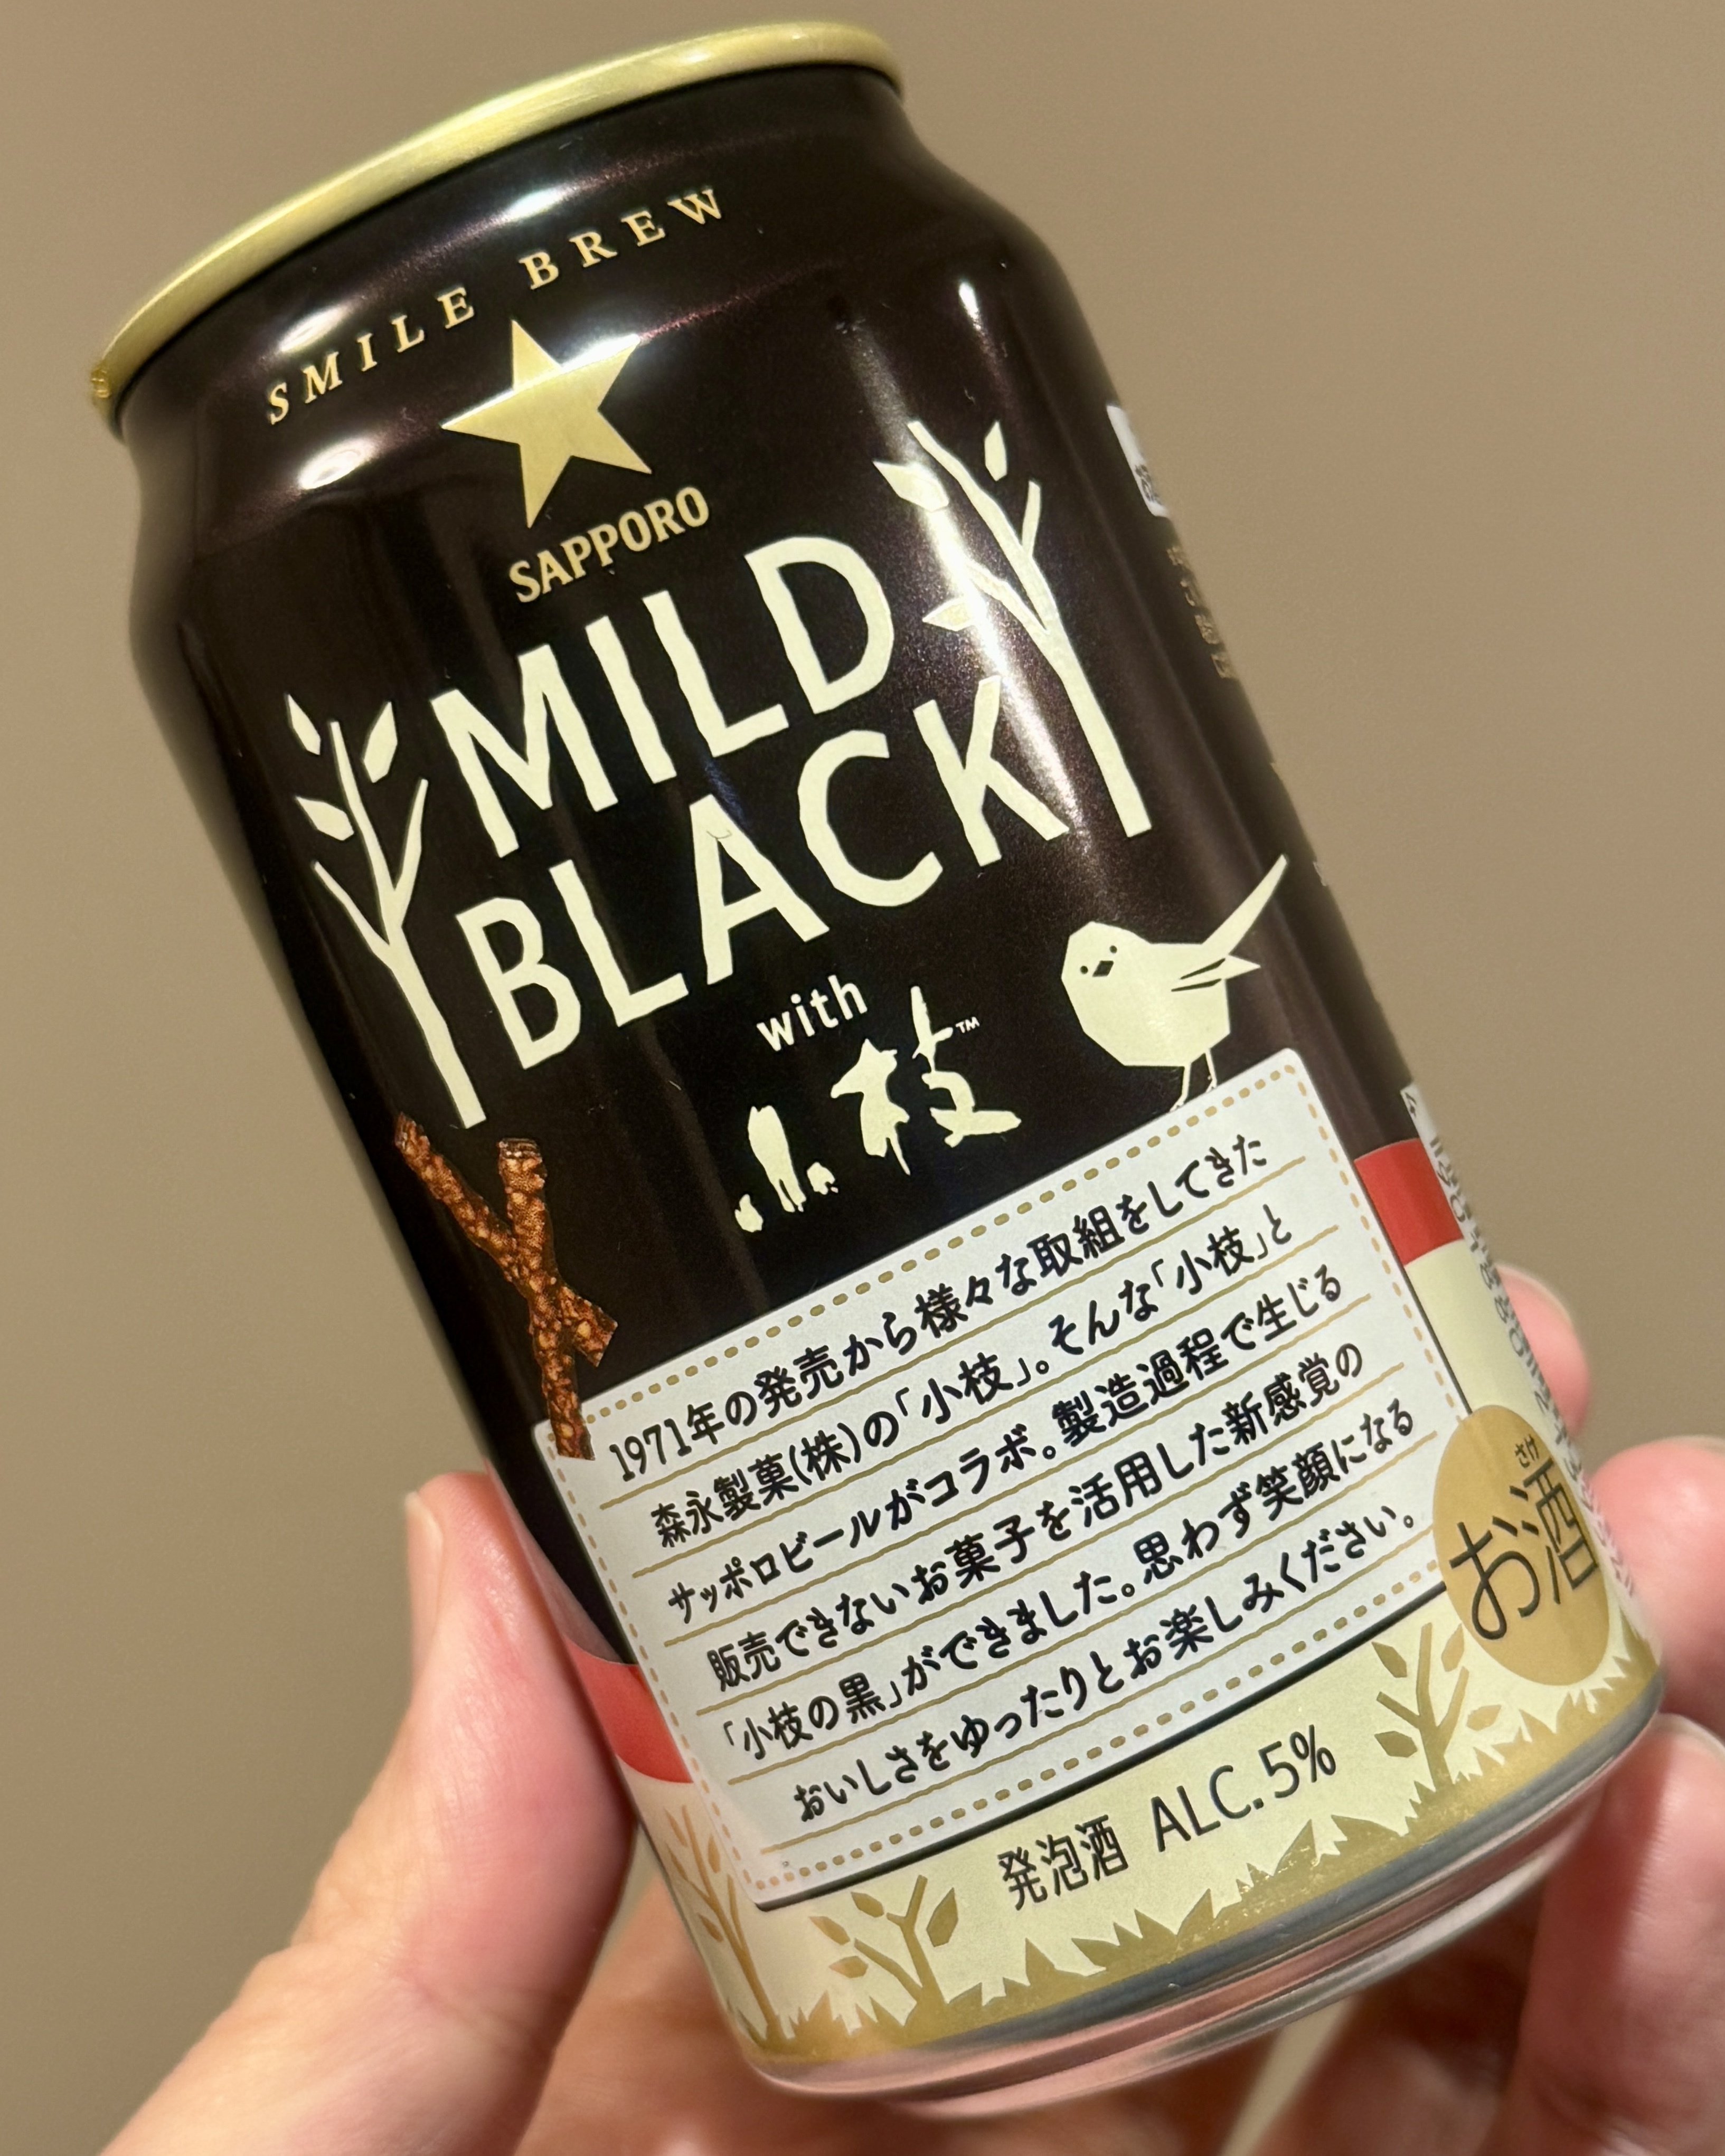 SMILE BREW
SAPPORO
MILD
BLACK
with
小枝™
1971年の発売から様々な取組をしてきた
森永製菓(株)の「小枝」。そんな「小枝」と
サッポロビールがコラボ。製造過程で生じる
販売できないお菓子を活用した新感覚の
「小枝の黒」ができました。思わず笑顔になる
おいしさをゆったりとお楽しみください。
さけ
お酒
発泡酒 ALC.5%